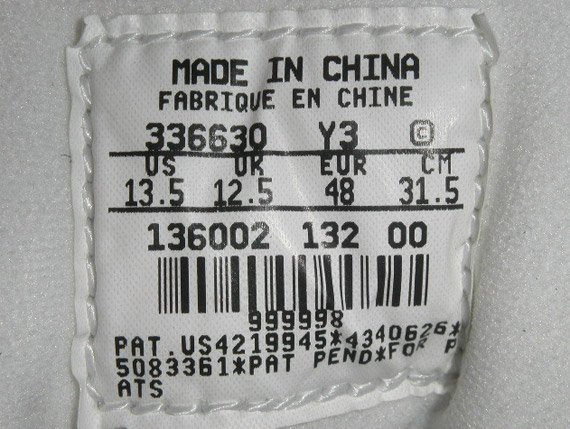 MADE IN CHINA
FABRIQUE EN CHINE
336630 Y3 ©
US UK EUR CM
13.5 12.5 48 31.5
136002 132 00
999998
PAT.US4219945*4340626*
5083361*PAT PEND*FOR P
ATS